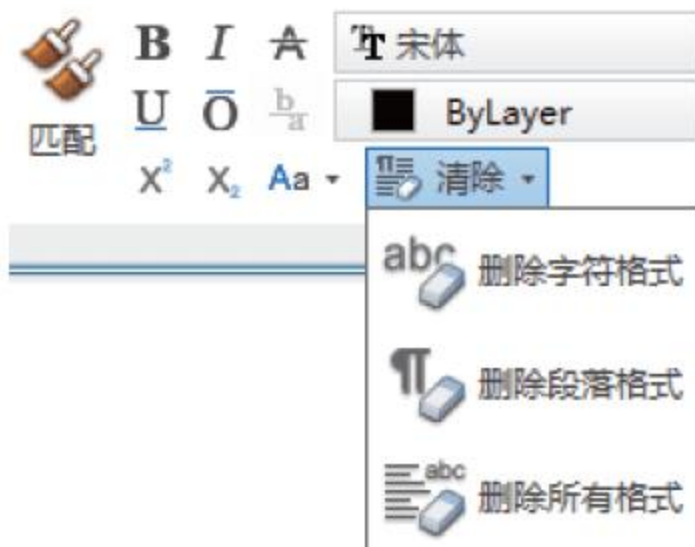 B I A 宋体
U O b/a ByLayer
匹配
X² X₂ Aa 清除
abc 删除字符格式
¶ 删除段落格式
abc 删除所有格式